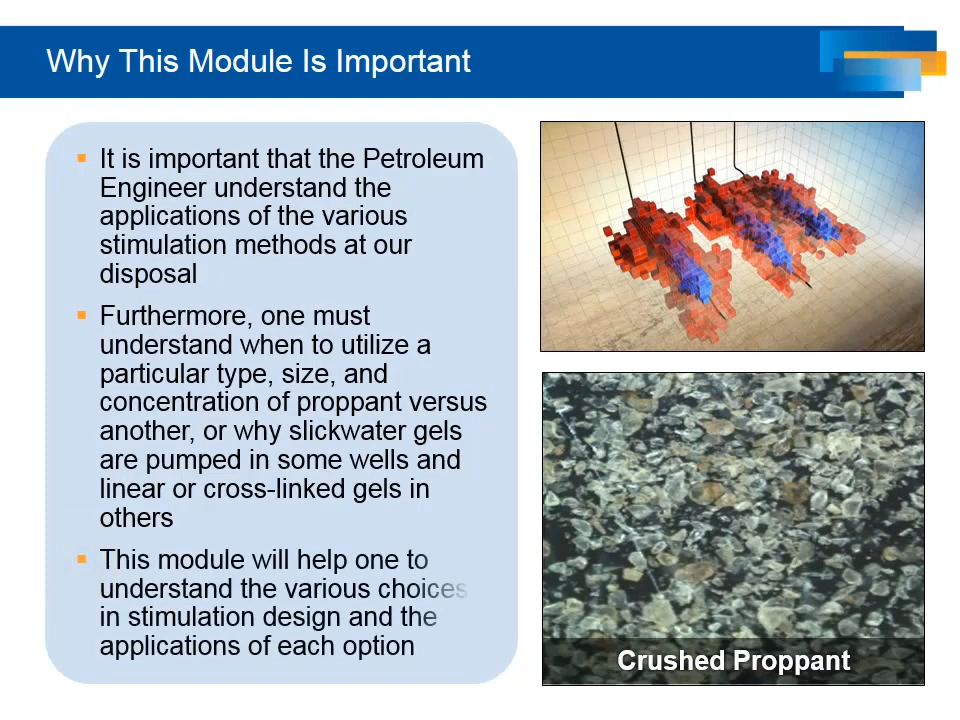 Why This Module Is Important
▪ It is important that the Petroleum
Engineer understand the
applications of the various
stimulation methods at our
disposal
▪ Furthermore, one must
understand when to utilize a
particular type, size, and
concentration of proppant versus
another, or why slickwater gels
are pumped in some wells and
linear or cross-linked gels in
others
▪ This module will help one to
understand the various choices
in stimulation design and the
applications of each option
Crushed Proppant